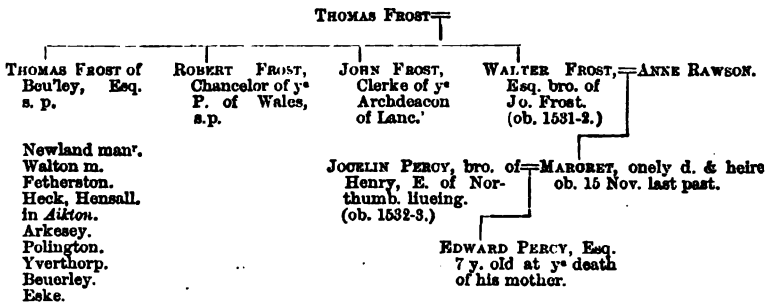 THOMAS FROST=
THOMAS FROST of
Beu'ley, Esq.
s. p.
ROBERT FROST,
Chancelor of yᵉ
P. of Wales,
s.p.
JOHN FROST,
Clerke of yᵉ
Archdeacon
of Lanc.'
WALTER FROST,=ANNE RAWSON.
Esq. bro. of
Jo. Frost.
(ob. 1531-2.)
Newland manʳ.
Walton m.
Fetherston.
Heck, Hensall.
in Aikton.
Arkesey.
Polington.
Yverthorp.
Beuerley.
Eske.
JOCELIN PERCY, bro. of=MARGRET, onely d. & heire
Henry, E. of Nor-
thumb. liueing.
(ob. 1532-3.)
ob. 15 Nov. last past.
EDWARD PERCY, Esq.
7 y. old at yᵉ death
of his mother.